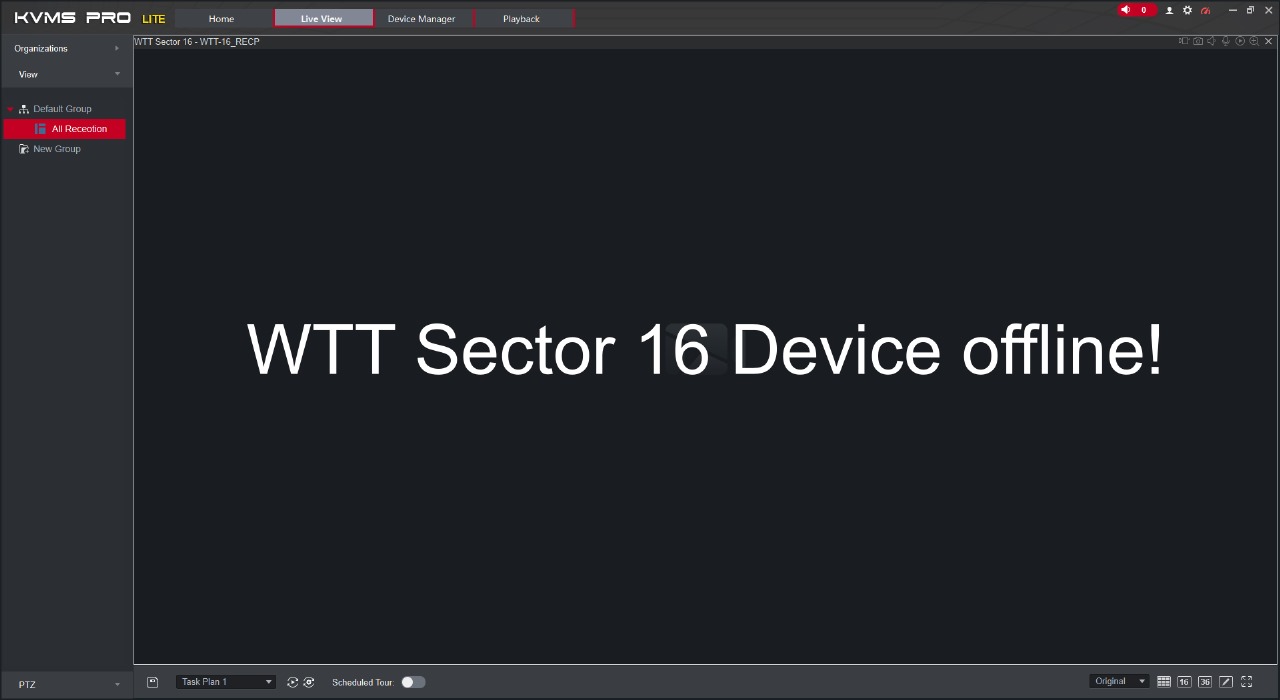 KVMS PRO LITE
Home
Live View
Device Manager
Playback
0
Organizations
View
Default Group
All Receotion
New Group
WTT Sector 16 - WTT-16_RECP
WTT Sector 16 Device offline!
PTZ
Task Plan 1
Scheduled Tour:
Original
16
36